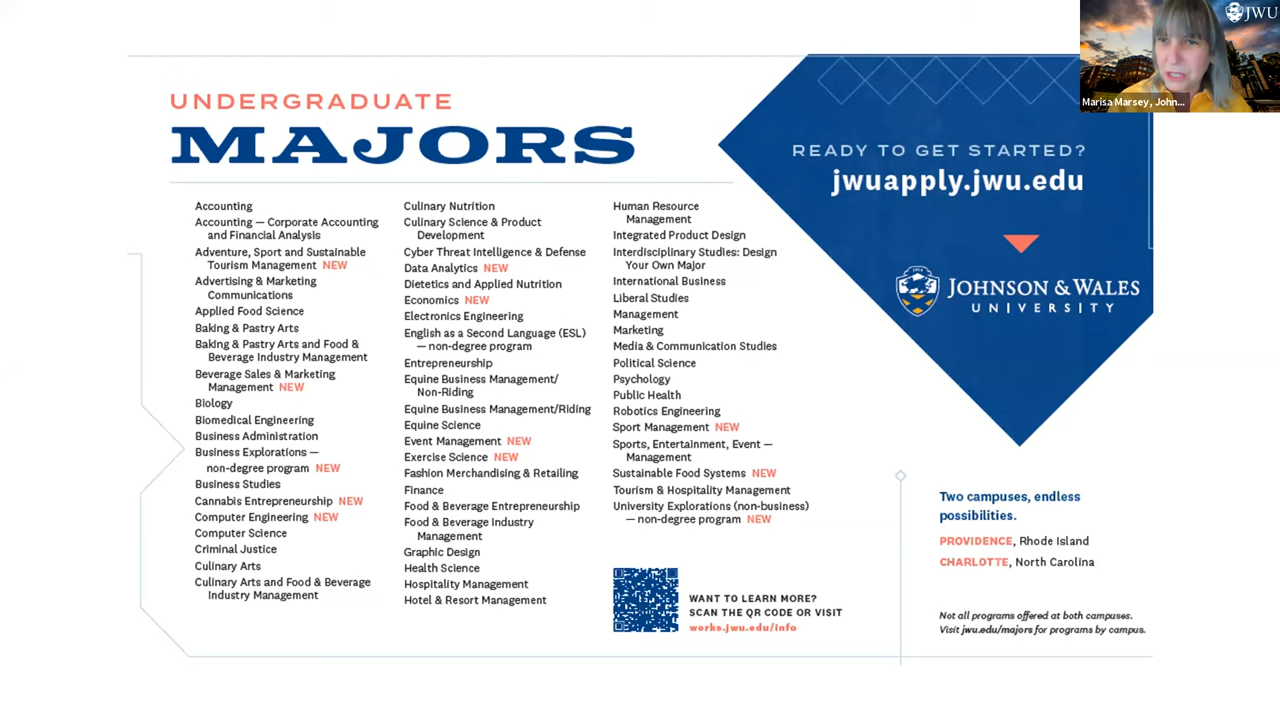 JWU
Marisa Marsey, John...
UNDERGRADUATE
MAJORS
Accounting
Accounting — Corporate Accounting
and Financial Analysis
Adventure, Sport and Sustainable
Tourism Management NEW
Advertising & Marketing
Communications
Applied Food Science
Baking & Pastry Arts
Baking & Pastry Arts and Food &
Beverage Industry Management
Beverage Sales & Marketing
Management NEW
Biology
Biomedical Engineering
Business Administration
Business Explorations —
non-degree program NEW
Business Studies
Cannabis Entrepreneurship NEW
Computer Engineering NEW
Computer Science
Criminal Justice
Culinary Arts
Culinary Arts and Food & Beverage
Industry Management
Culinary Nutrition
Culinary Science & Product
Development
Cyber Threat Intelligence & Defense
Data Analytics NEW
Dietetics and Applied Nutrition
Economics NEW
Electronics Engineering
English as a Second Language (ESL)
— non-degree program
Entrepreneurship
Equine Business Management/
Non-Riding
Equine Business Management/Riding
Equine Science
Event Management NEW
Exercise Science NEW
Fashion Merchandising & Retailing
Finance
Food & Beverage Entrepreneurship
Food & Beverage Industry
Management
Graphic Design
Health Science
Hospitality Management
Hotel & Resort Management
Human Resource
Management
Integrated Product Design
Interdisciplinary Studies: Design
Your Own Major
International Business
Liberal Studies
Management
Marketing
Media & Communication Studies
Political Science
Psychology
Public Health
Robotics Engineering
Sport Management NEW
Sports, Entertainment, Event —
Management
Sustainable Food Systems NEW
Tourism & Hospitality Management
University Explorations (non-business)
— non-degree program NEW
WANT TO LEARN MORE?
SCAN THE QR CODE OR VISIT
works.jwu.edu/info
READY TO GET STARTED?
jwuapply.jwu.edu
JOHNSON & WALES
UNIVERSITY
Two campuses, endless
possibilities.
PROVIDENCE, Rhode Island
CHARLOTTE, North Carolina
Not all programs offered at both campuses.
Visit jwu.edu/majors for programs by campus.